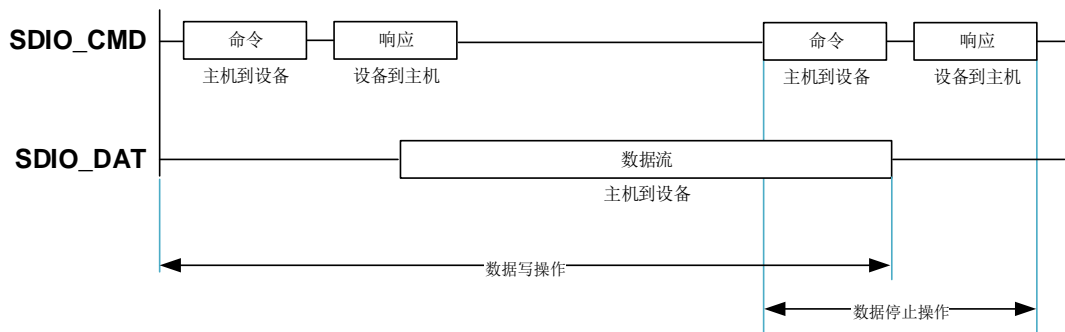 SDIO_CMD
命令
响应
命令
响应
主机到设备
设备到主机
主机到设备
设备到主机
SDIO_DAT
数据流
主机到设备
数据写操作
数据停止操作